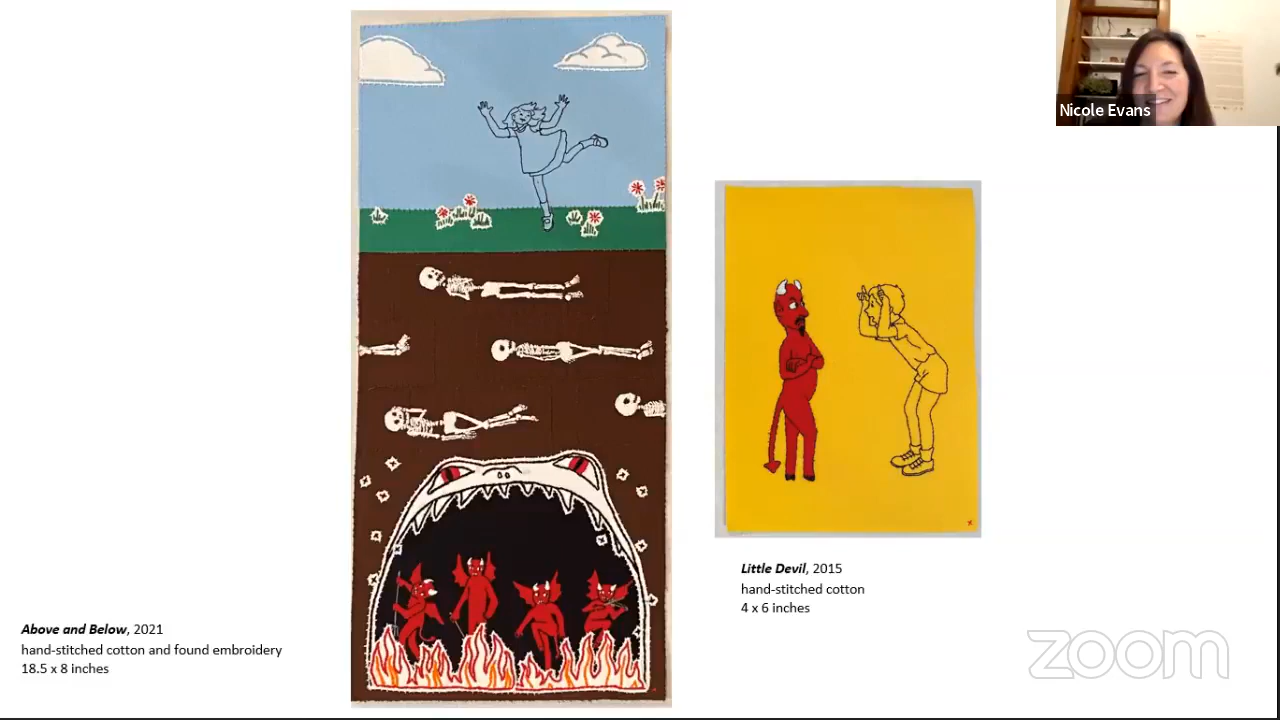 Nicole Evans
Little Devil, 2015
hand-stitched cotton
4 x 6 inches
Above and Below, 2021
hand-stitched cotton and found embroidery
18.5 x 8 inches
zoom